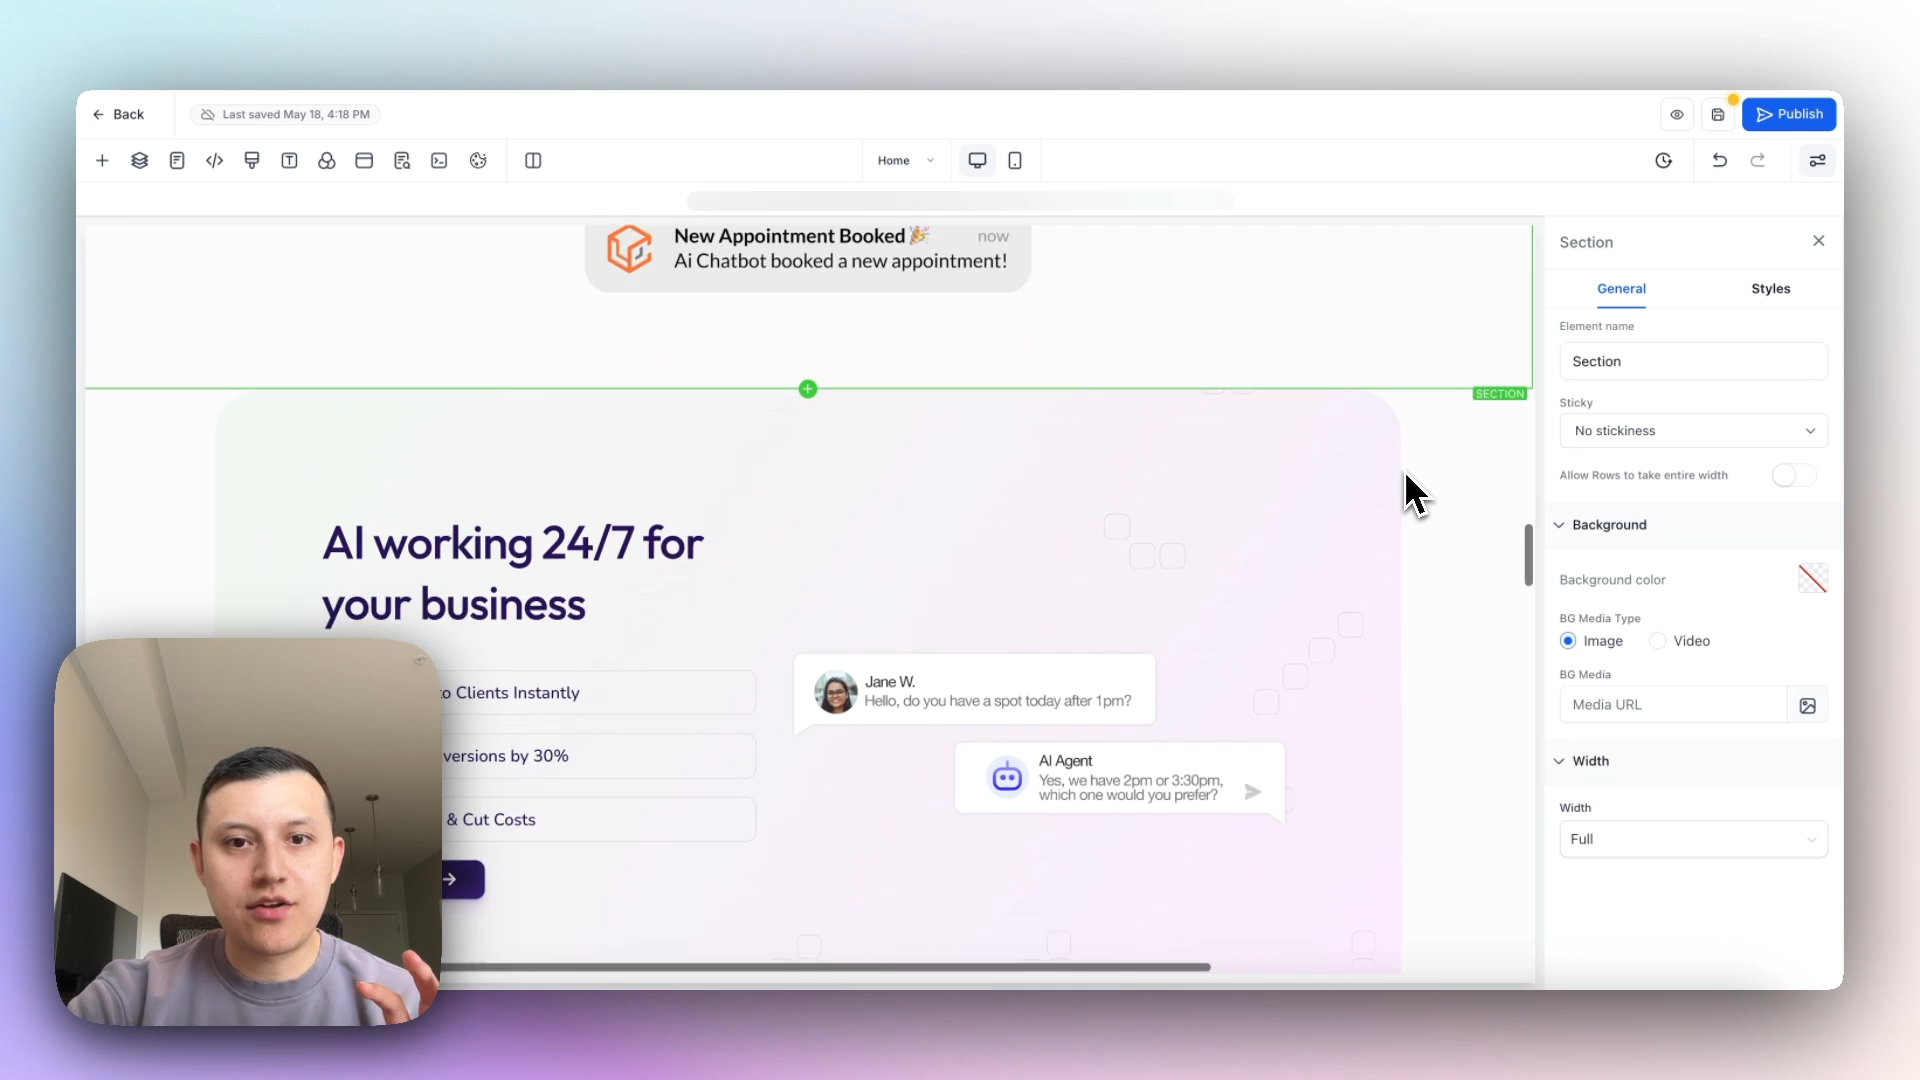 Back
Last saved May 18, 4:18 PM
Publish
Home
New Appointment Booked🎉
now
Ai Chatbot booked a new appointment!
SECTION
AI working 24/7 for
your business
to Clients Instantly
versions by 30%
& Cut Costs
Jane W.
Hello, do you have a spot today after 1pm?
AI Agent
Yes, we have 2pm or 3:30pm,
which one would you prefer?
Section
General
Styles
Element name
Section
Sticky
No stickiness
Allow Rows to take entire width
Background
Background color
BG Media Type
Image
Video
BG Media
Media URL
Width
Width
Full